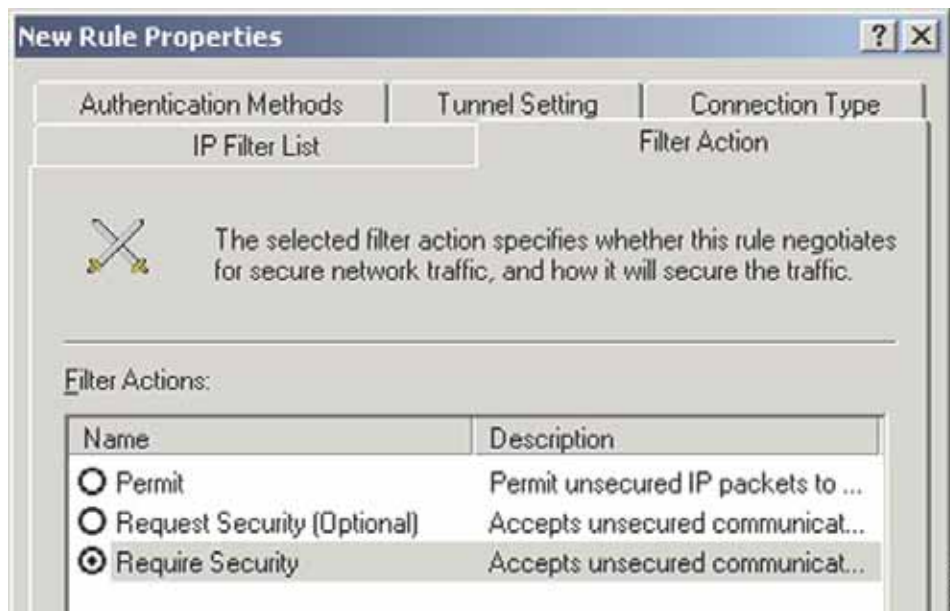 New Rule Properties
Authentication Methods
Tunnel Setting
Connection Type
IP Filter List
Filter Action
The selected filter action specifies whether this rule negotiates
for secure network traffic, and how it will secure the traffic.
Filter Actions:
Name Description
Permit Permit unsecured IP packets to ...
Request Security (Optional) Accepts unsecured communicat...
Require Security Accepts unsecured communicat...